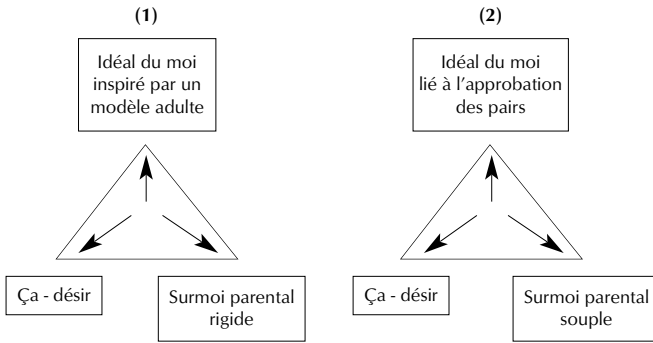 (1)
Idéal du moi
inspiré par un
modèle adulte
Ça - désir
Surmoi parental
rigide
(2)
Idéal du moi
lié à l'approbation
des pairs
Ça - désir
Surmoi parental
souple